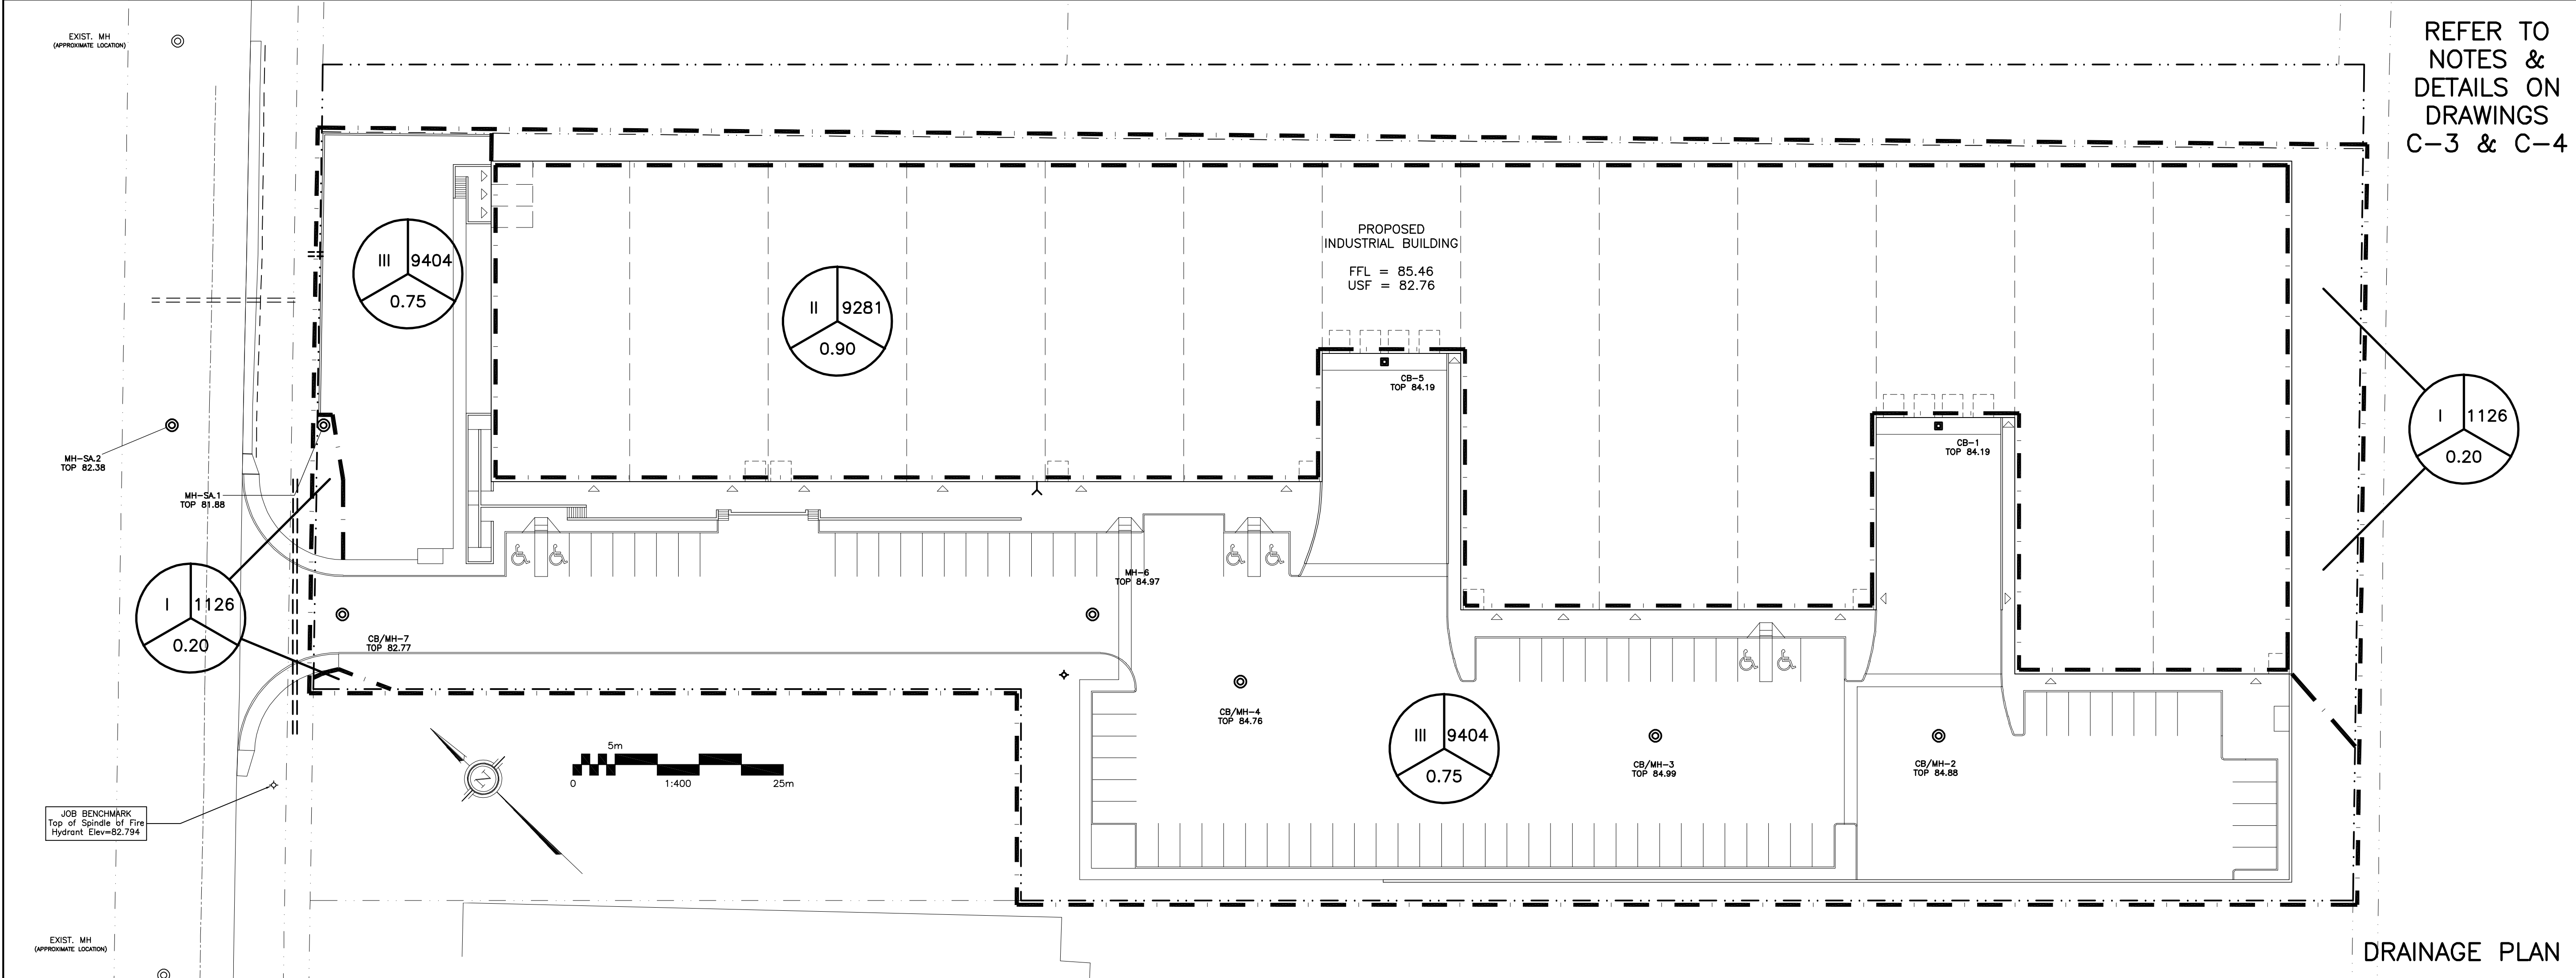 EXIST. MH
(APPROXIMATE LOCATION)
REFER TO
NOTES &
DETAILS ON
DRAWINGS
C-3 & C-4
III
9404
0.75
II
9281
0.90
PROPOSED
INDUSTRIAL BUILDING
FFL = 85.46
USF = 82.76
CB-5
TOP 84.19
CB-1
TOP 84.19
I
1126
0.20
MH-SA.2
TOP 82.38
MH-SA.1
TOP 81.88
I
1126
0.20
MH-6
TOP 84.97
CB/MH-7
TOP 82.77
CB/MH-4
TOP 84.76
III
9404
0.75
CB/MH-3
TOP 84.99
CB/MH-2
TOP 84.88
N
5m
0
1:400
25m
JOB BENCHMARK
Top of Spindle of Fire
Hydrant Elev=82.794
EXIST. MH
(APPROXIMATE LOCATION)
DRAINAGE PLAN